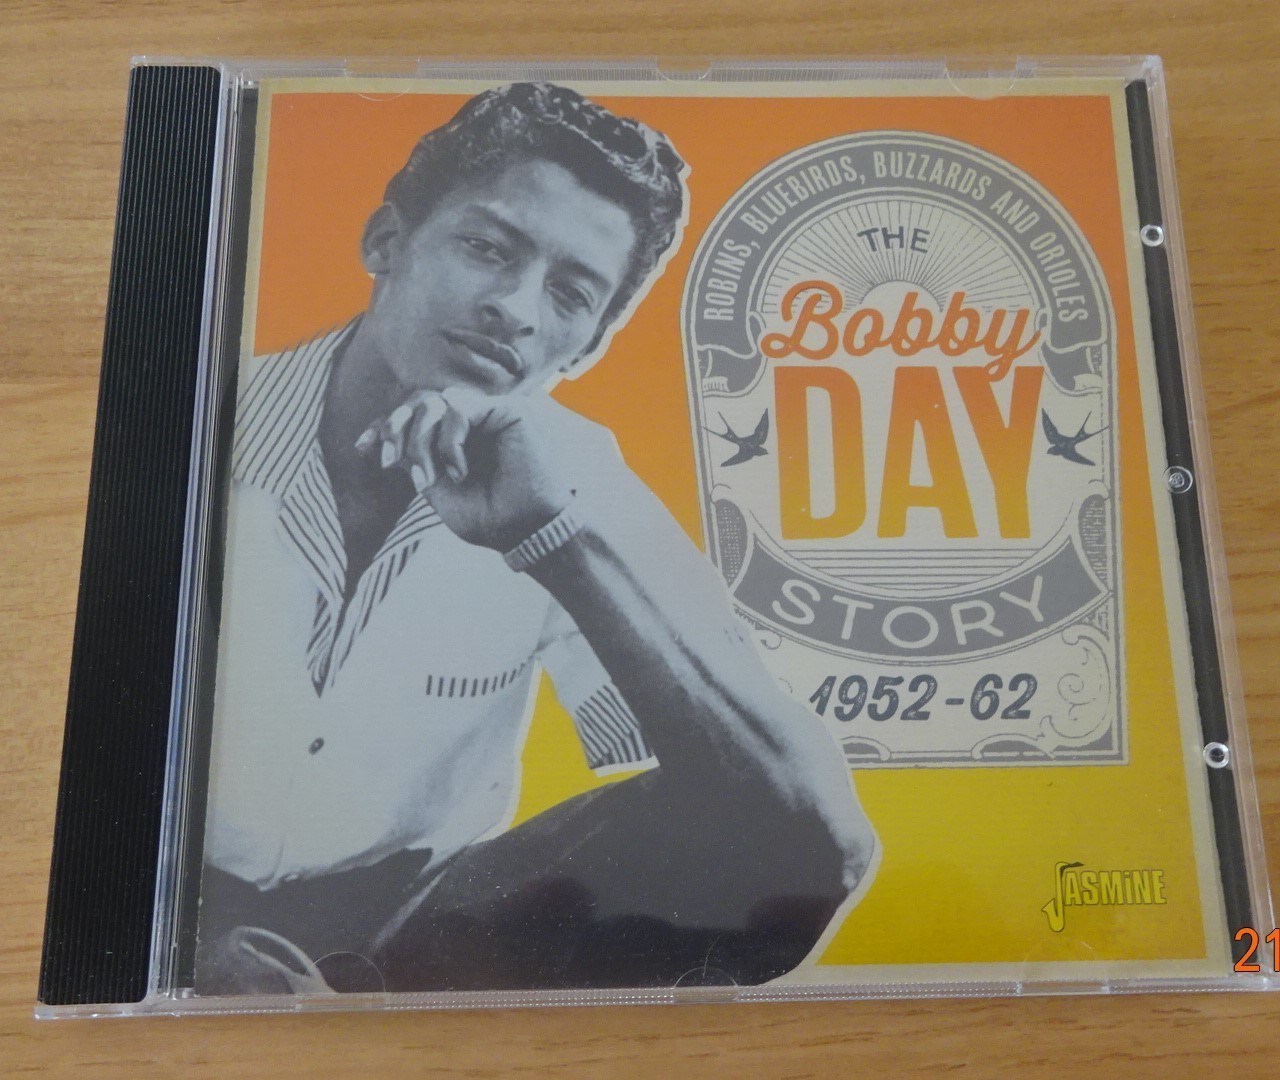 ROBINS, BLUEBIRDS, BUZZARDS AND ORIOLES
THE
Bobby
DAY
STORY
1952-62
JASMiNE
21